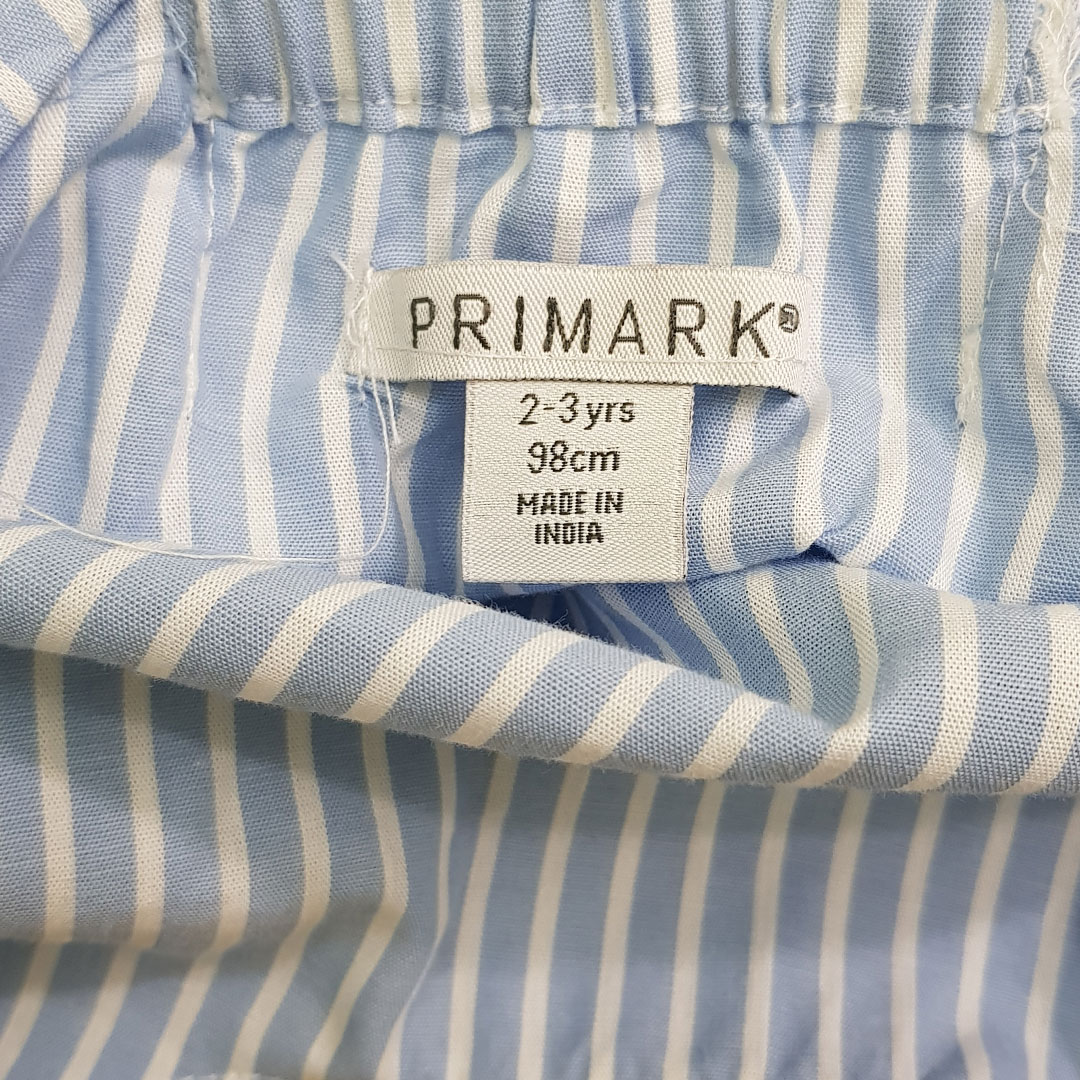 PRIMARK®
2-3 yrs
98cm
MADE IN
INDIA